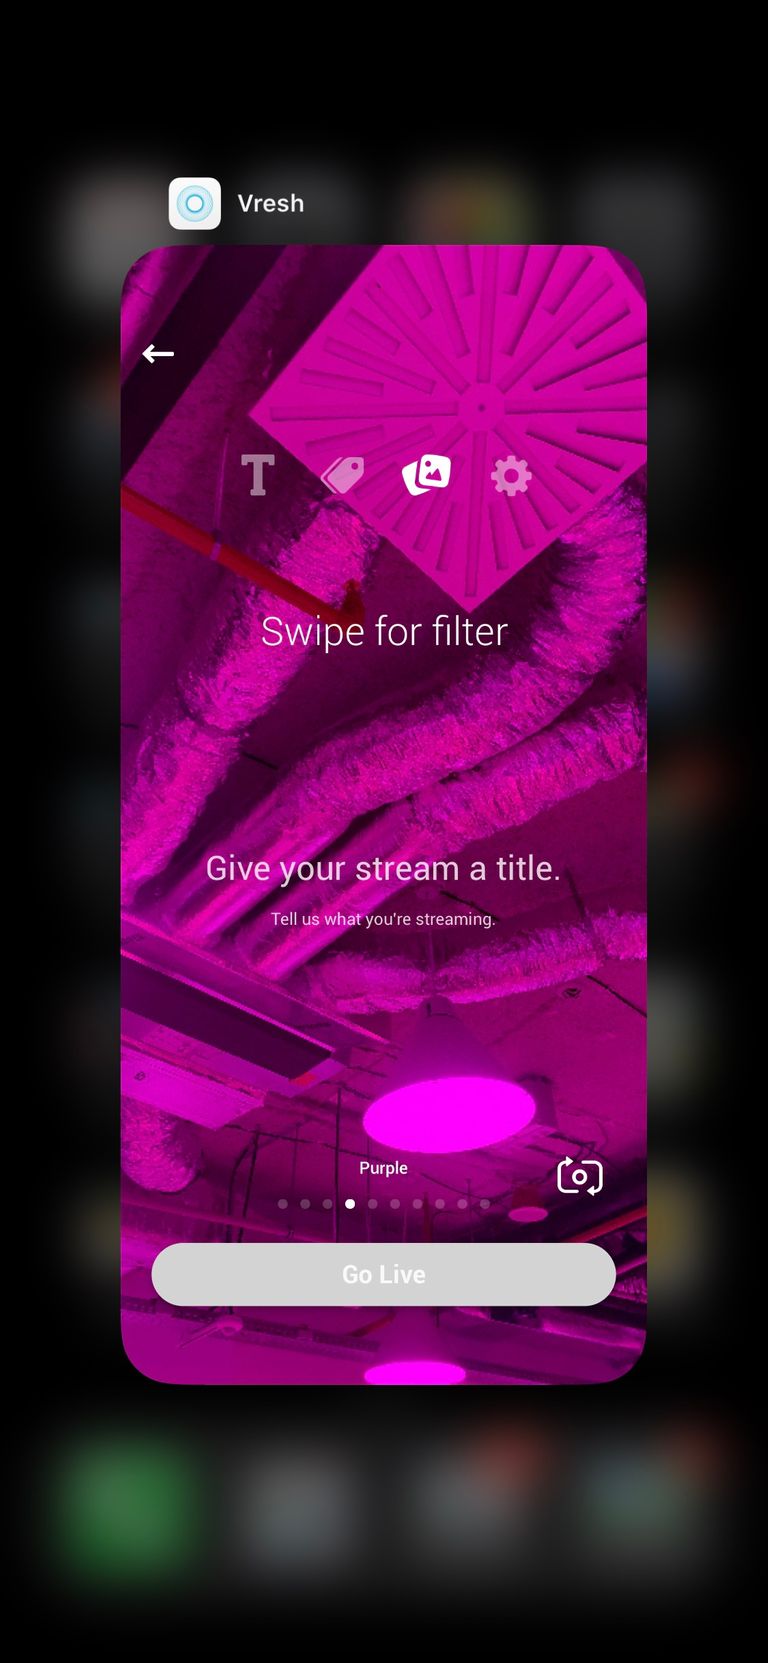 Vresh
Swipe for filter
Give your stream a title.
Tell us what you're streaming.
Purple
Go Live